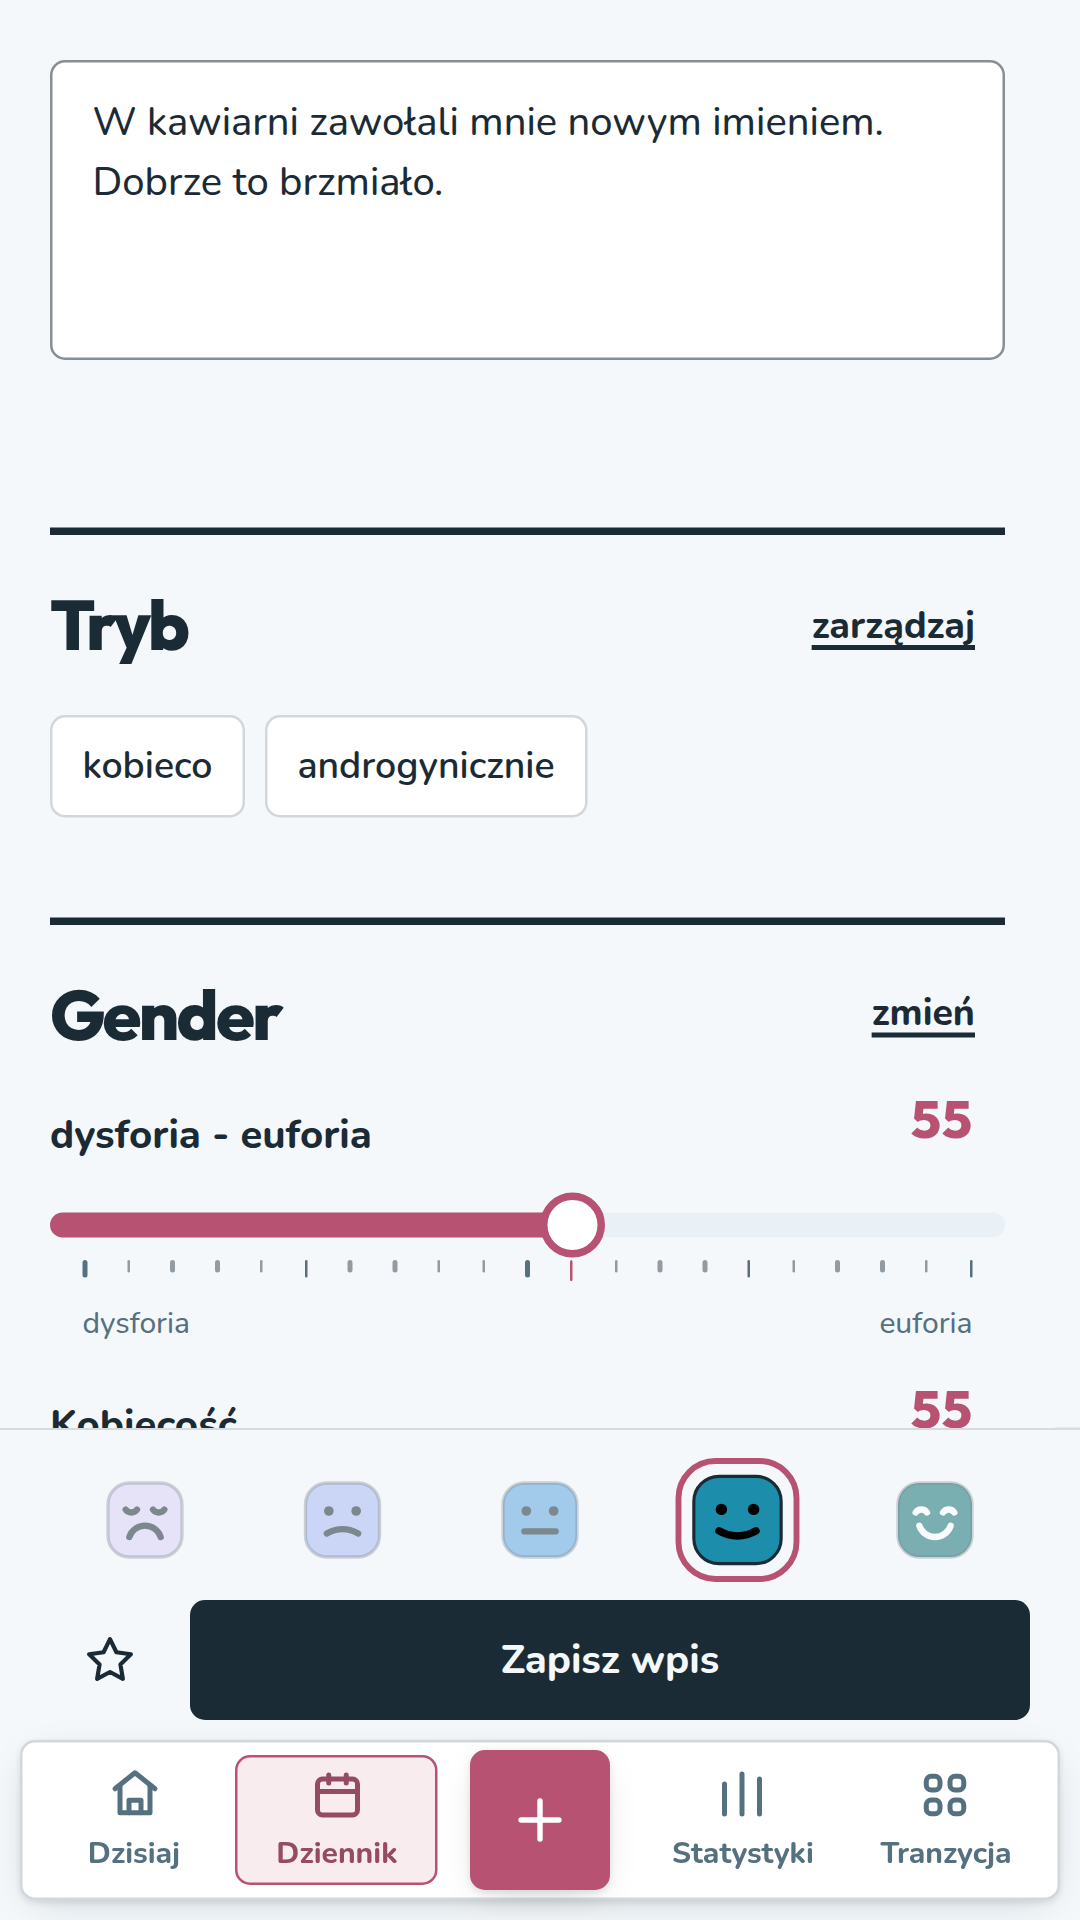 W kawiarni zawołali mnie nowym imieniem.
Dobrze to brzmiało.
Tryb
zarządzaj
kobieco
androgynicznie
Gender
zmień
dysforia - euforia
55
dysforia
euforia
Kobiecość
55
Zapisz wpis
Dzisiaj
Dziennik
Statystyki
Tranzycja